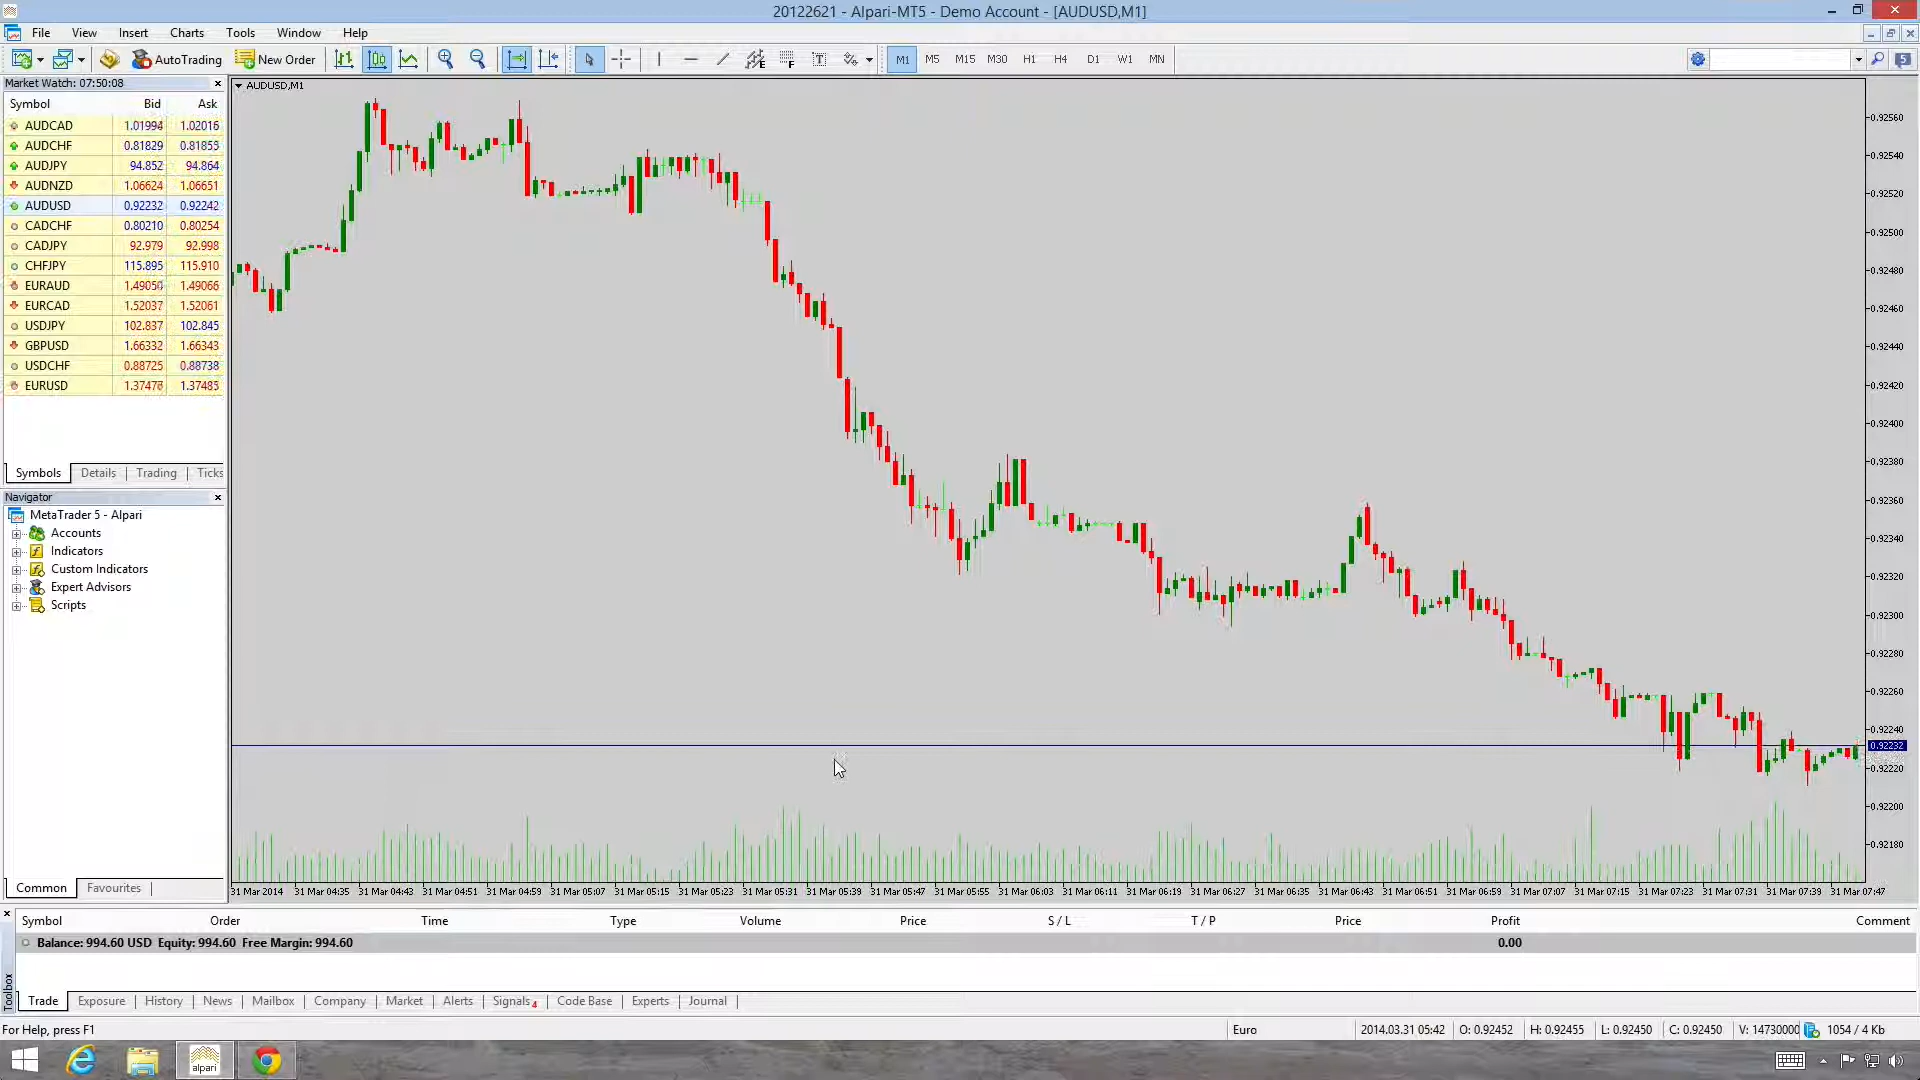 20122621 - Alpari-MT5 - Demo Account - [AUDUSD,M1]
File View Insert Charts Tools Window Help
AutoTrading New Order M1 M5 M15 M30 H1 H4 D1 W1 MN
Market Watch: 07:50:08
Symbol Bid Ask
AUDCAD 1.01994 1.02016
AUDCHF 0.81829 0.81855
AUDJPY 94.852 94.864
AUDNZD 1.06624 1.06651
AUDUSD 0.92232 0.92242
CADCHF 0.80210 0.80254
CADJPY 92.979 92.998
CHFJPY 115.895 115.910
EURAUD 1.49050 1.49066
EURCAD 1.52037 1.52061
USDJPY 102.837 102.845
GBPUSD 1.66332 1.66343
USDCHF 0.88725 0.88738
EURUSD 1.37476 1.37485
Symbols Details Trading Ticks
Navigator
MetaTrader 5 - Alpari
Accounts
Indicators
Custom Indicators
Expert Advisors
Scripts
Common Favourites
AUDUSD,M1
0.92560
0.92540
0.92520
0.92500
0.92480
0.92460
0.92440
0.92420
0.92400
0.92380
0.92360
0.92340
0.92320
0.92300
0.92280
0.92260
0.92240
0.92232
0.92220
0.92200
0.92180
31 Mar 2014 31 Mar 04:35 31 Mar 04:43 31 Mar 04:51 31 Mar 04:59 31 Mar 05:07 31 Mar 05:15 31 Mar 05:23 31 Mar 05:31 31 Mar 05:39 31 Mar 05:47 31 Mar 05:55 31 Mar 06:03 31 Mar 06:11 31 Mar 06:19 31 Mar 06:27 31 Mar 06:35 31 Mar 06:43 31 Mar 06:51 31 Mar 06:59 31 Mar 07:07 31 Mar 07:15 31 Mar 07:23 31 Mar 07:31 31 Mar 07:39 31 Mar 07:47
Symbol Order Time Type Volume Price S / L T / P Price Profit Comment
Balance: 994.60 USD Equity: 994.60 Free Margin: 994.60 0.00
Toolbox
Trade Exposure History News Mailbox Company Market Alerts Signals 4 Code Base Experts Journal
For Help, press F1 Euro 2014.03.31 05:42 O: 0.92452 H: 0.92455 L: 0.92450 C: 0.92450 V: 14730000 1054 / 4 Kb
alpari